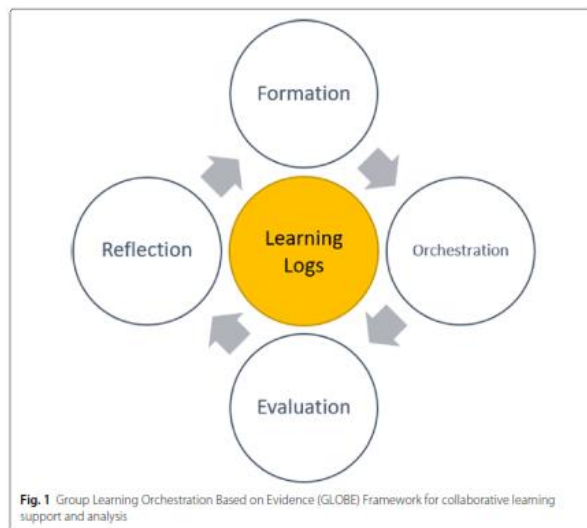 Formation
Reflection
Learning
Logs
Orchestration
Evaluation
Fig. 1 Group Learning Orchestration Based on Evidence (GLOBE) Framework for collaborative learning
support and analysis